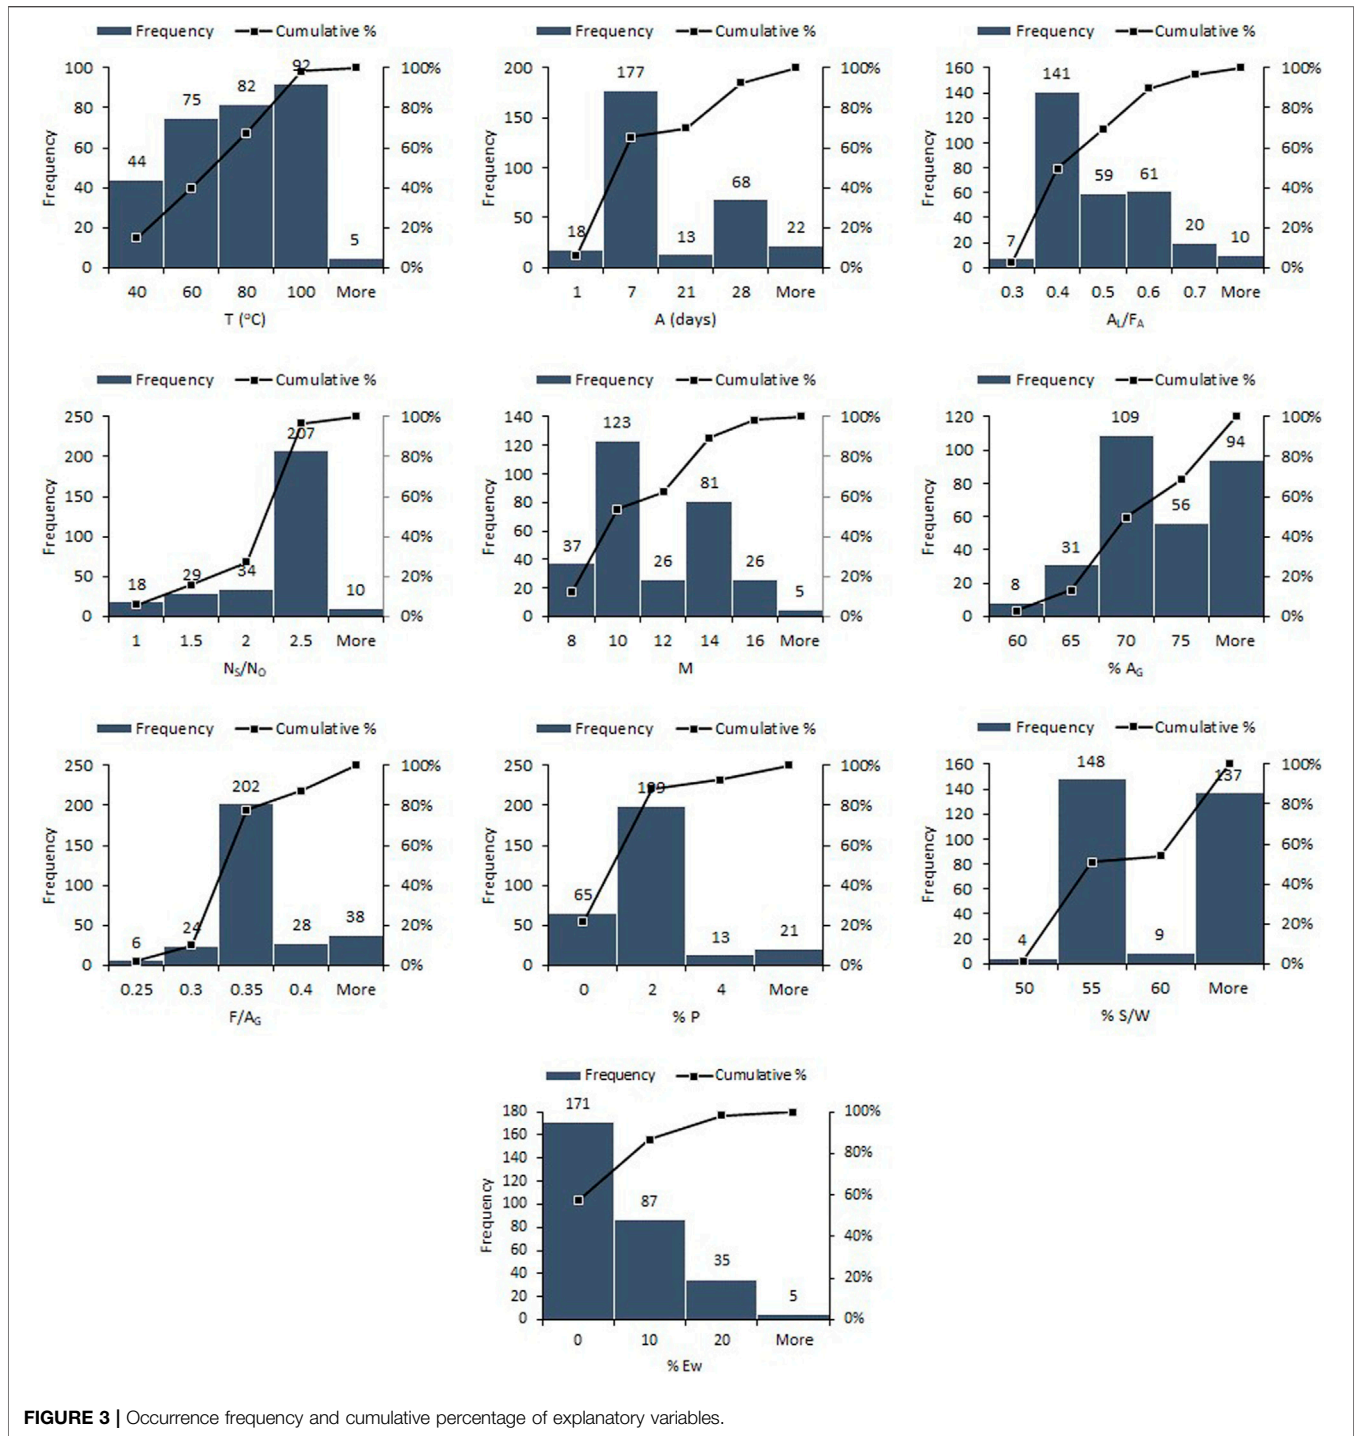 Frequency Cumulative %
100 92 100%
80 75 82 80%
60 60%
44
40 40%
20 20%
5
0 0%
40 60 80 100 More
T (°C)
Frequency
Frequency Cumulative %
200 177 100%
150 80%
60%
100 68
40%
50 18 13 22 20%
0 0%
1 7 21 28 More
A (days)
Frequency
Frequency Cumulative %
160 141 100%
140
120 80%
100 60%
80 59 61
60 40%
40 20 10 20%
20 7
0 0%
0.3 0.4 0.5 0.6 0.7 More
AL/FA
Frequency
Frequency Cumulative %
250 207 100%
200 80%
150 60%
100 40%
50 18 29 34 10 20%
0 0%
1 1.5 2 2.5 More
NS/NO
Frequency
Frequency Cumulative %
140 123 100%
120
100 81 80%
80 60%
60 37 40%
40 26 26
20 5 20%
0 0%
8 10 12 14 16 More
M
Frequency
Frequency Cumulative %
120 109 100%
100 94 80%
80 56 60%
60
40 31 40%
20 8 20%
0 0%
60 65 70 75 More
% AG
Frequency
Frequency Cumulative %
250 202 100%
200 80%
150 60%
100 40%
50 6 24 28 38 20%
0 0%
0.25 0.3 0.35 0.4 More
F/AG
Frequency
Frequency Cumulative %
250 199 100%
200 80%
150 60%
100 65 40%
50 13 21 20%
0 0%
0 2 4 More
% P
Frequency
Frequency Cumulative %
160 148 137 100%
140
120 80%
100 60%
80
60 40%
40 20%
20 4 9
0 0%
50 55 60 More
% S/W
Frequency
Frequency Cumulative %
180 171 100%
160
140 80%
120
100 87 60%
80
60 40%
40 35 20%
20 5
0 0%
0 10 20 More
% Ew
Frequency
FIGURE 3 | Occurrence frequency and cumulative percentage of explanatory variables.